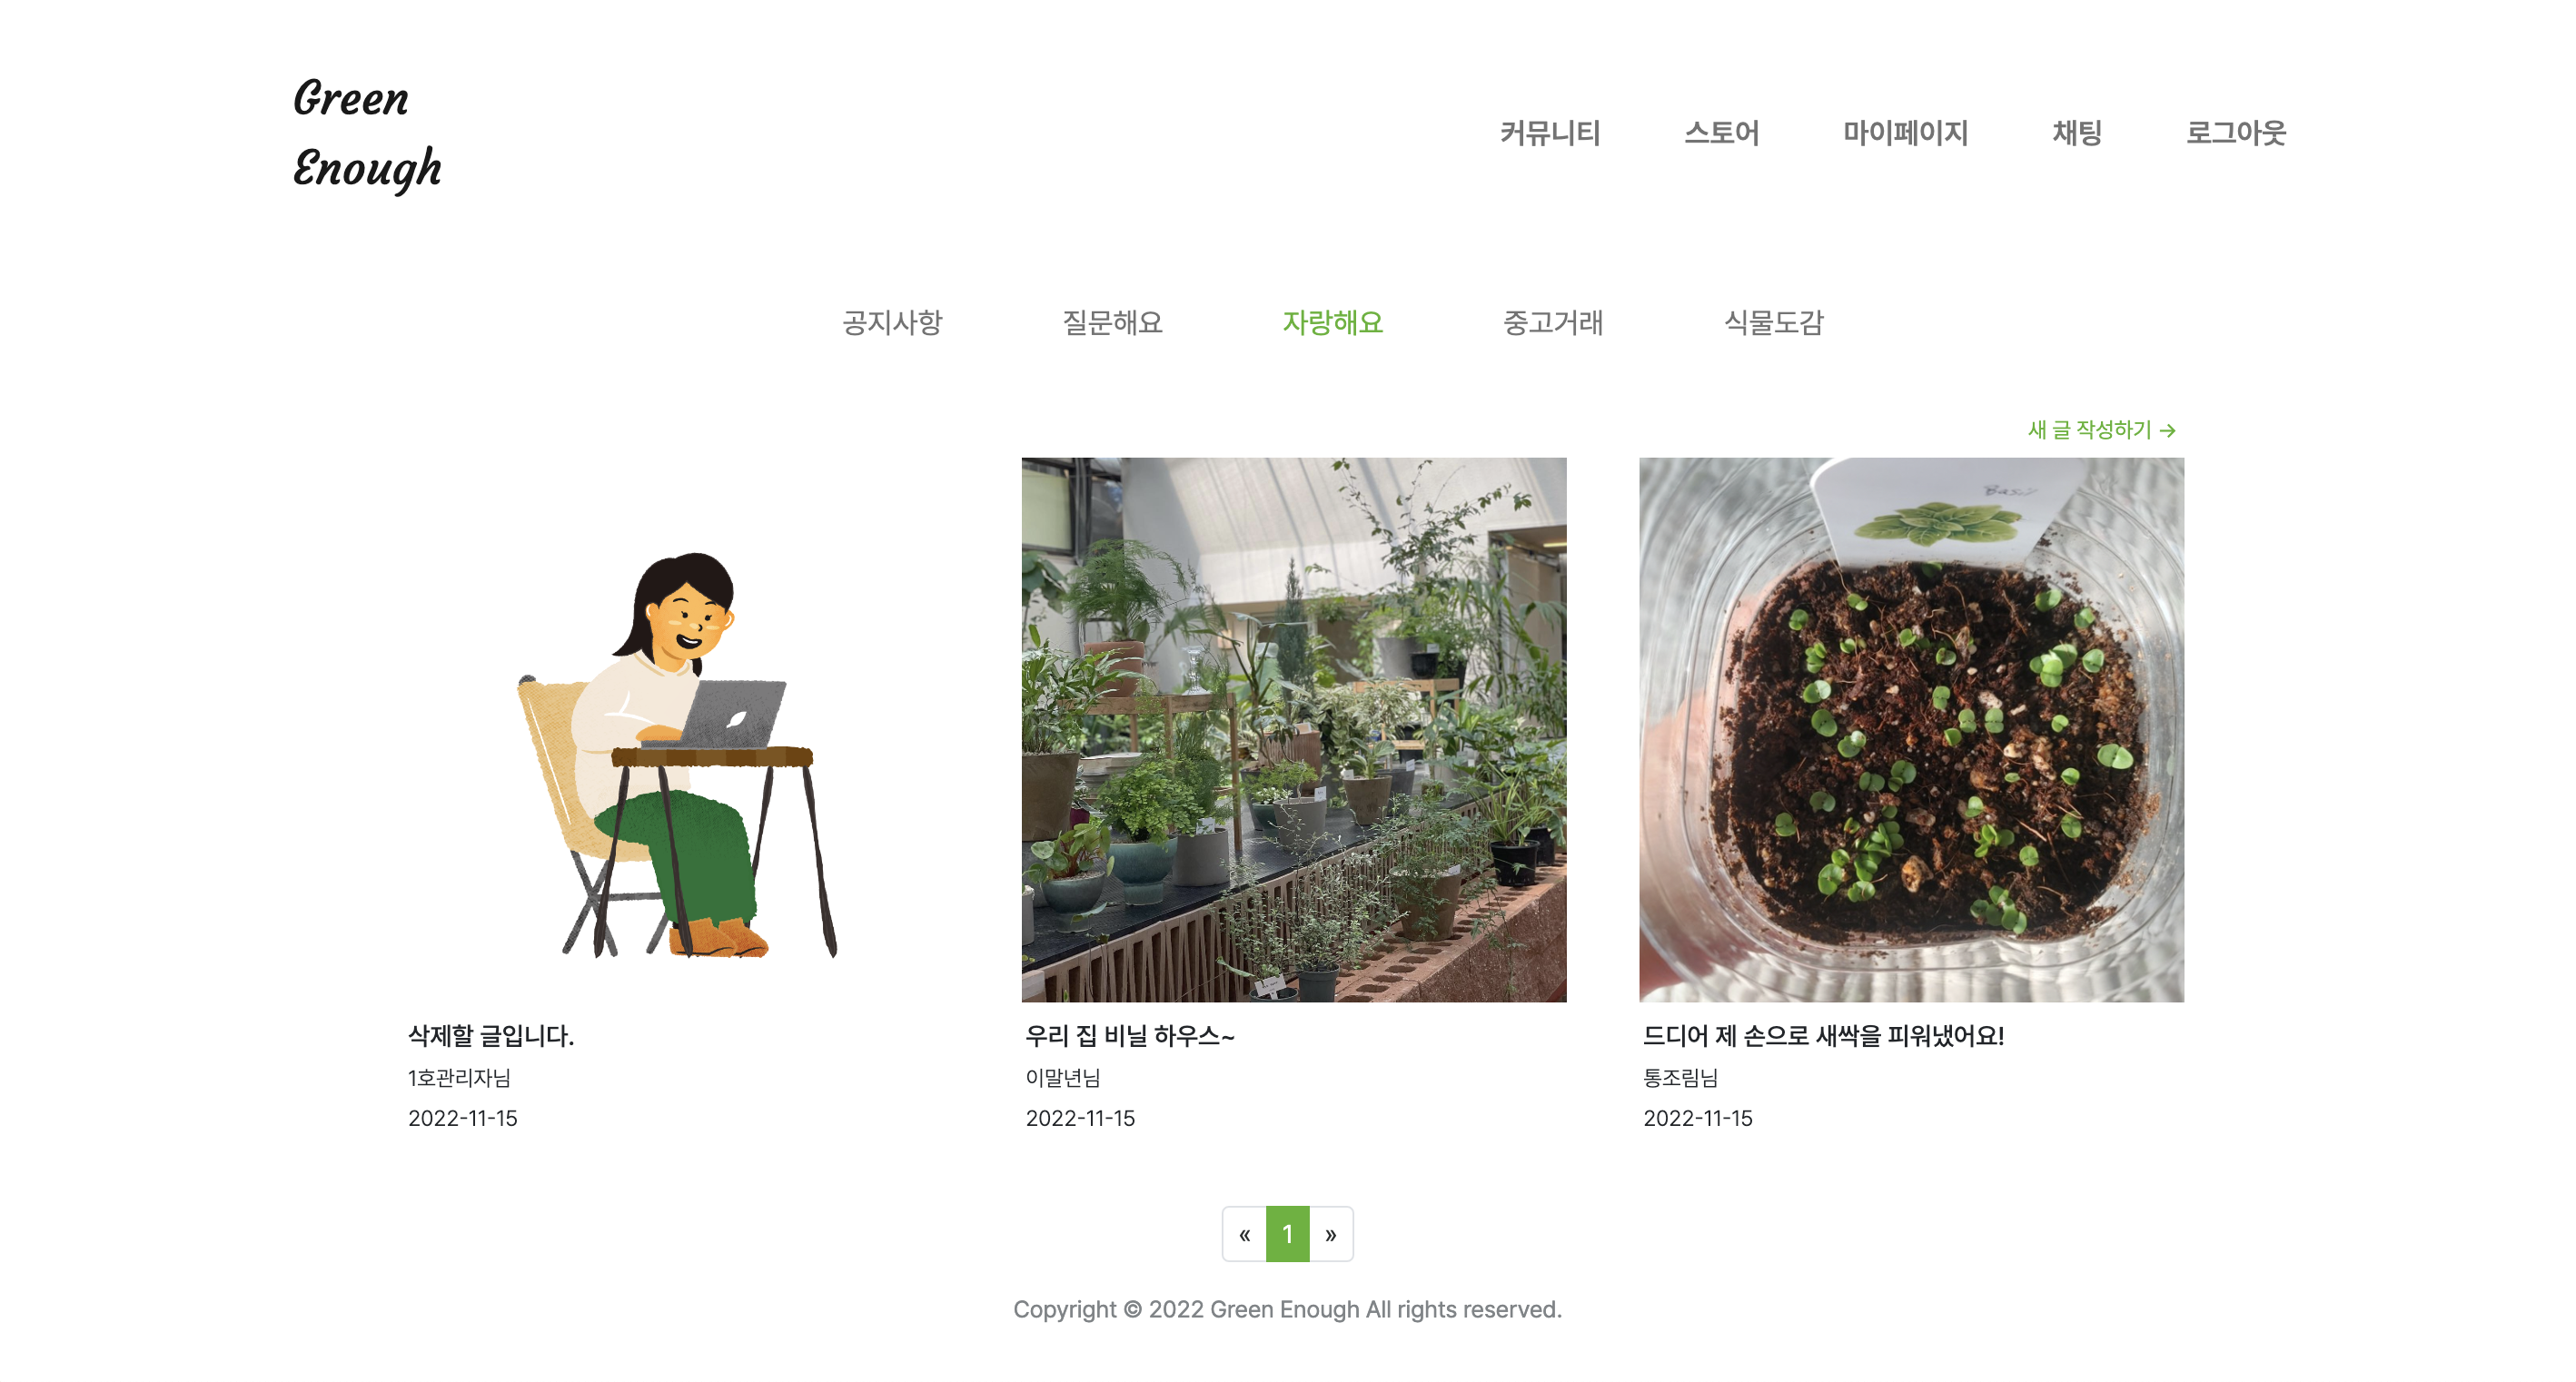 Green
Enough
커뮤니티 스토어 마이페이지 채팅 로그아웃
공지사항 질문해요 자랑해요 중고거래 식물도감
새 글 작성하기 →
Basil
삭제할 글입니다.
1호관리자님
2022-11-15
우리 집 비닐 하우스~
이말년님
2022-11-15
드디어 제 손으로 새싹을 피워냈어요!
통조림님
2022-11-15
« 1 »
Copyright © 2022 Green Enough All rights reserved.